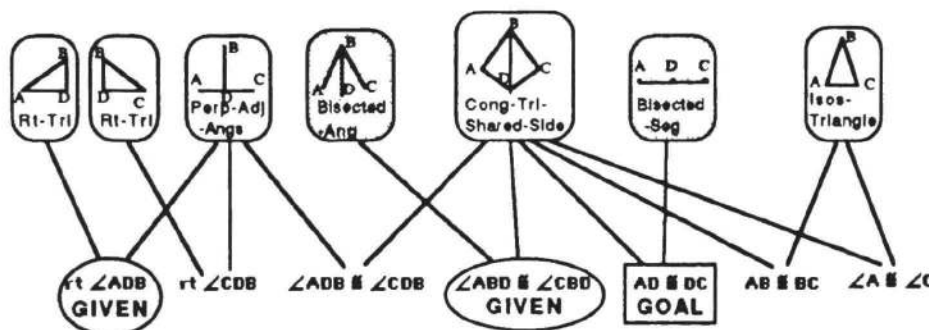 B
A D
Rt-Tri
B
D C
Rt-Tri
B
A C
D
Perp-Adj
-Angs
B
A D C
Bisected
-Ang
B
A D C
Cong-Tri-
Shared-Side
A D C
Bisected
-Seg
B
A C
Isos-
Triangle
rt ∠ADB
GIVEN
rt ∠CDB
∠ADB ≅ ∠CDB
∠ABD ≅ ∠CBD
GIVEN
AD ≅ DC
GOAL
AB ≅ BC
∠A ≅ ∠C